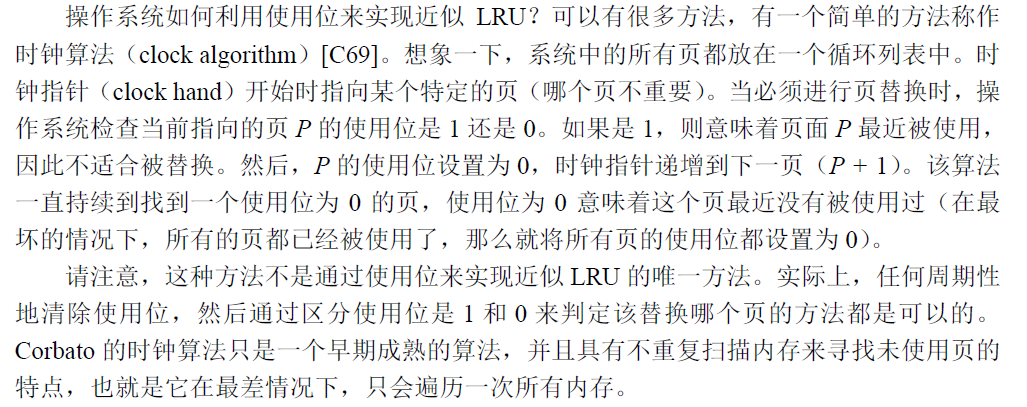 操作系统如何利用使用位来实现近似 LRU？可以有很多方法，有一个简单的方法称作
时钟算法（clock algorithm）[C69]。想象一下，系统中的所有页都放在一个循环列表中。时
钟指针（clock hand）开始时指向某个特定的页（哪个页不重要）。当必须进行页替换时，操
作系统检查当前指向的页 P 的使用位是 1 还是 0。如果是 1，则意味着页面 P 最近被使用，
因此不适合被替换。然后，P 的使用位设置为 0，时钟指针递增到下一页（P + 1）。该算法
一直持续到找到一个使用位为 0 的页，使用位为 0 意味着这个页最近没有被使用过（在最
坏的情况下，所有的页都已经被使用了，那么就将所有页的使用位都设置为 0）。
请注意，这种方法不是通过使用位来实现近似 LRU 的唯一方法。实际上，任何周期性
地清除使用位，然后通过区分使用位是 1 和 0 来判定该替换哪个页的方法都是可以的。
Corbato 的时钟算法只是一个早期成熟的算法，并且具有不重复扫描内存来寻找未使用页的
特点，也就是它在最差情况下，只会遍历一次所有内存。